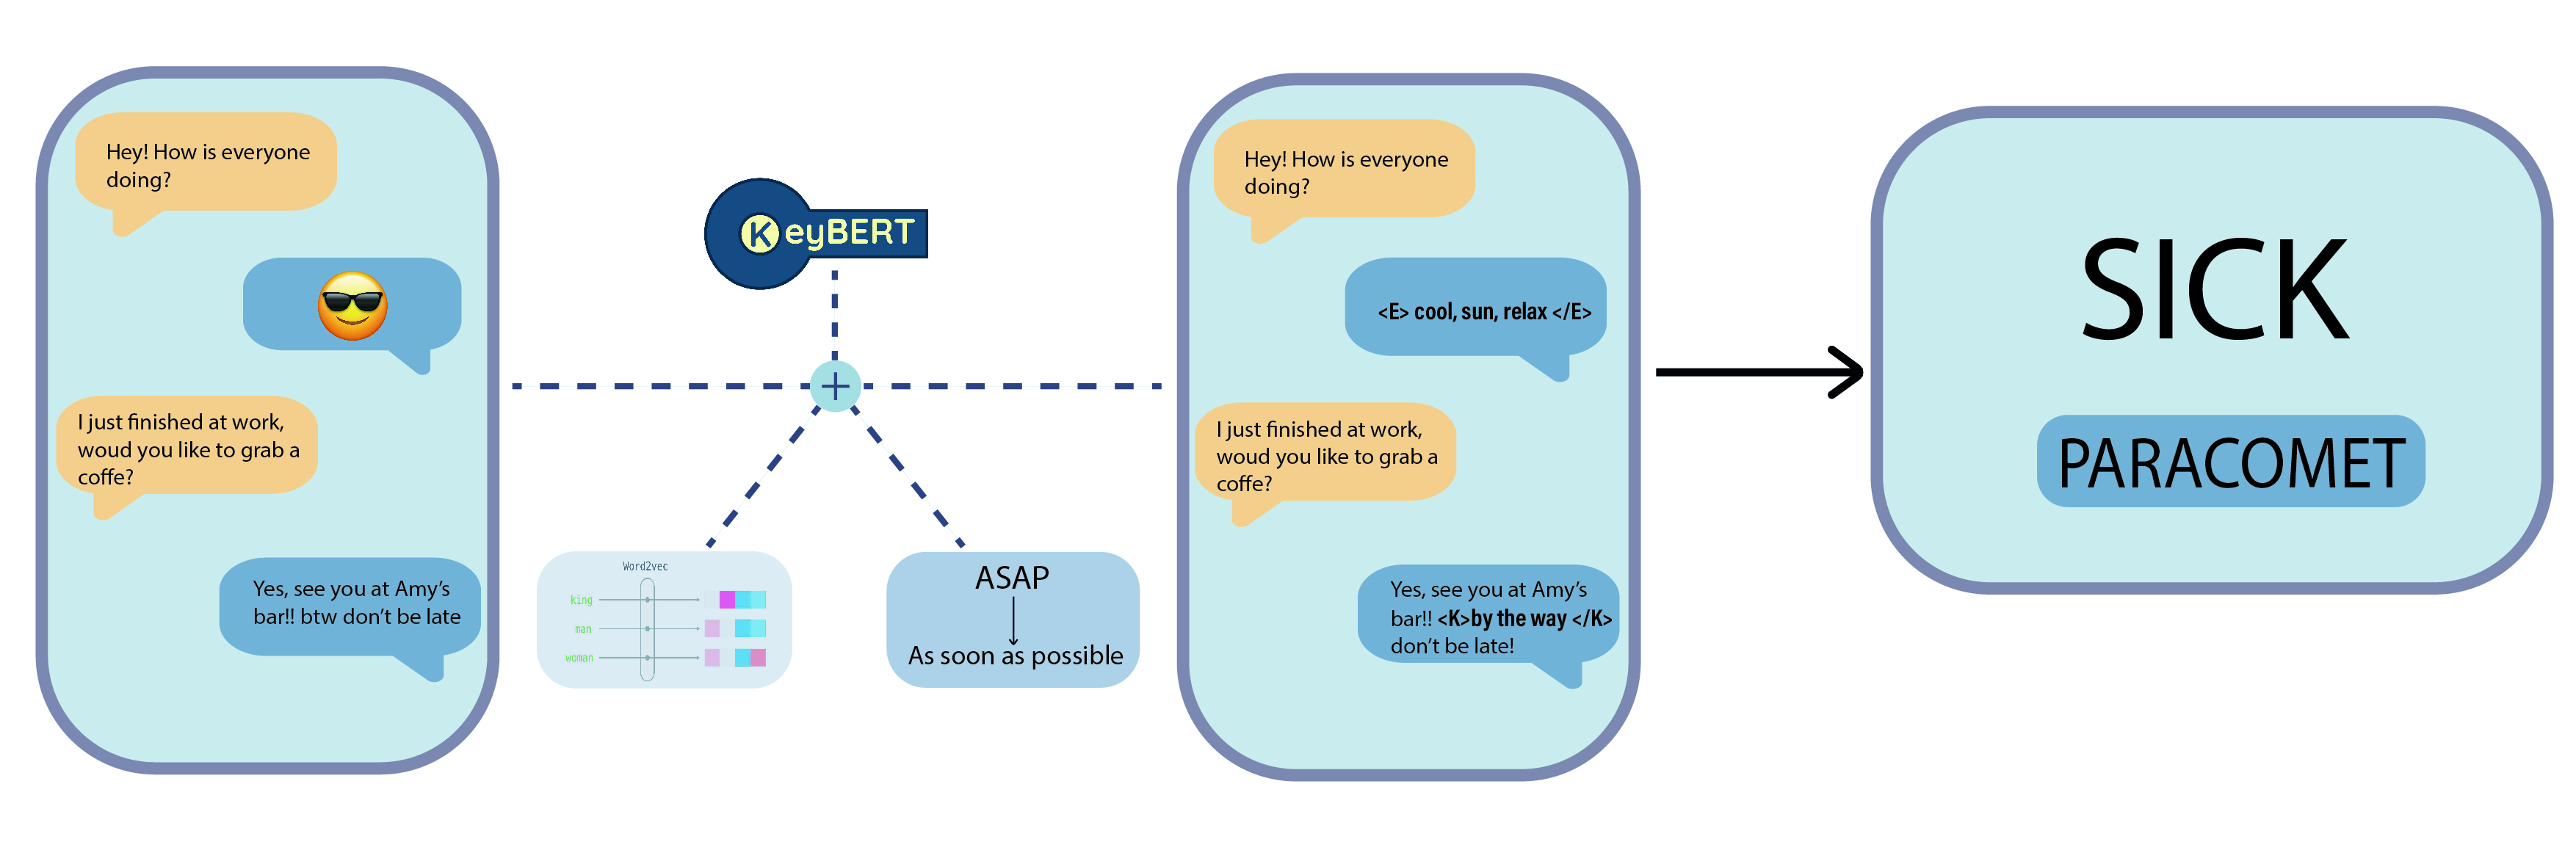 Hey! How is everyone
doing?
I just finished at work,
woud you like to grab a
coffe?
Yes, see you at Amy's
bar!! btw don't be late
KeyBERT
+
Word2vec
king
man
woman
ASAP
As soon as possible
Hey! How is everyone
doing?
<E> cool, sun, relax </E>
I just finished at work,
woud you like to grab a
coffe?
Yes, see you at Amy's
bar!! <K>by the way </K>
don't be late!
SICK
PARACOMET